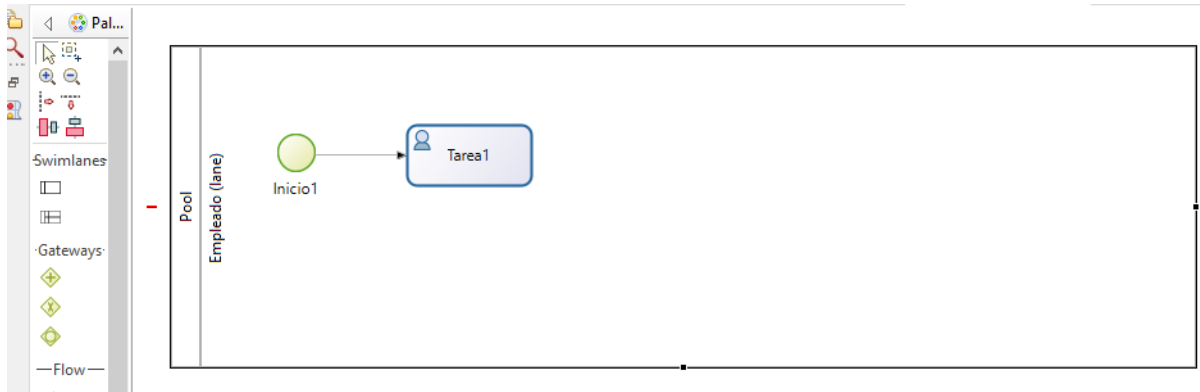 Pal...
Swimlanes
Gateways
Flow
Pool
Empleado (lane)
Inicio1
Tarea1